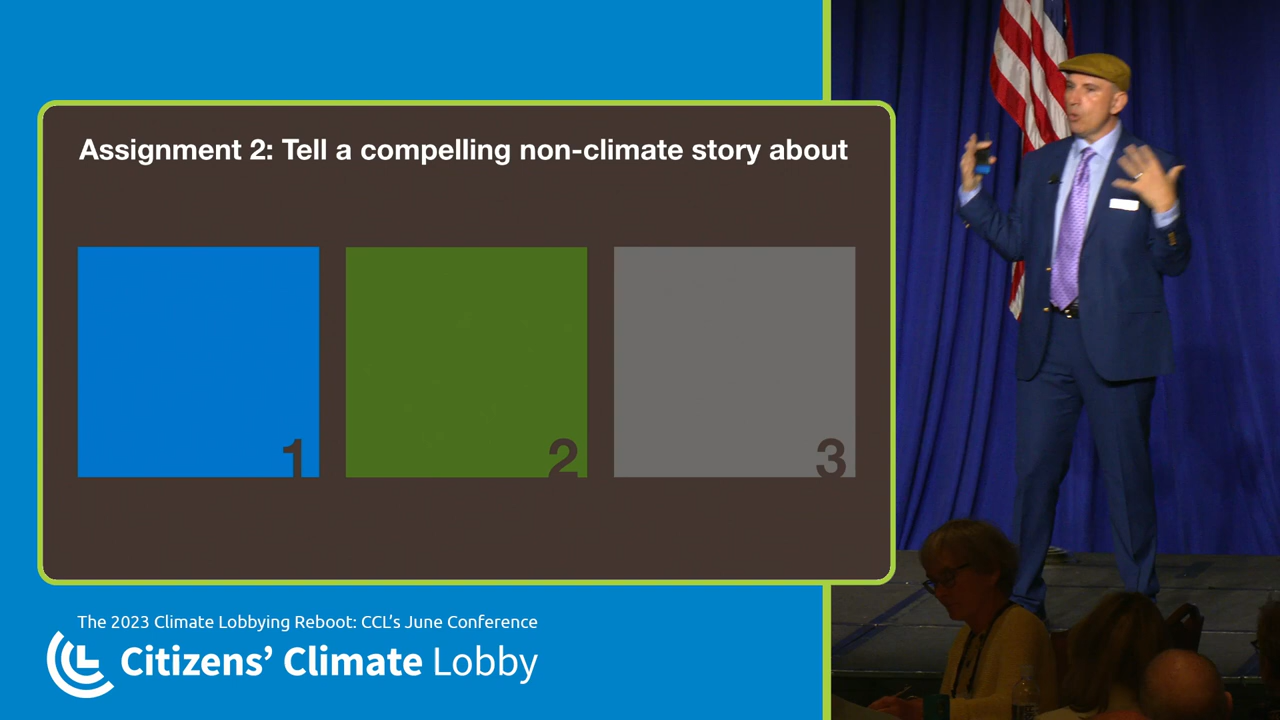 Assignment 2: Tell a compelling non-climate story about
1
2
3
The 2023 Climate Lobbying Reboot: CCL's June Conference
Citizens' Climate Lobby